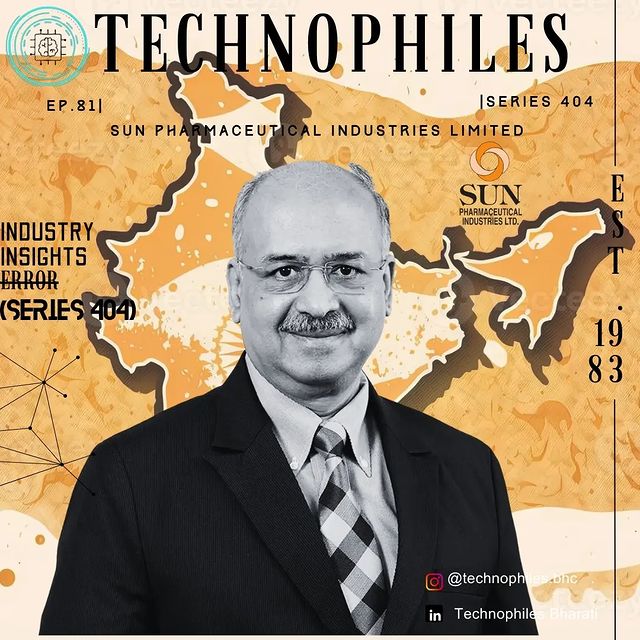 TECHNOPHILES
EP.81|
|SERIES 404
SUN PHARMACEUTICAL INDUSTRIES LIMITED
SUN
PHARMACEUTICAL
INDUSTRIES LTD.
INDUSTRY
INSIGHTS
ERROR
(SERIES 404)
EST.
19
83
@technophiles.bhc
Technophiles Bharati